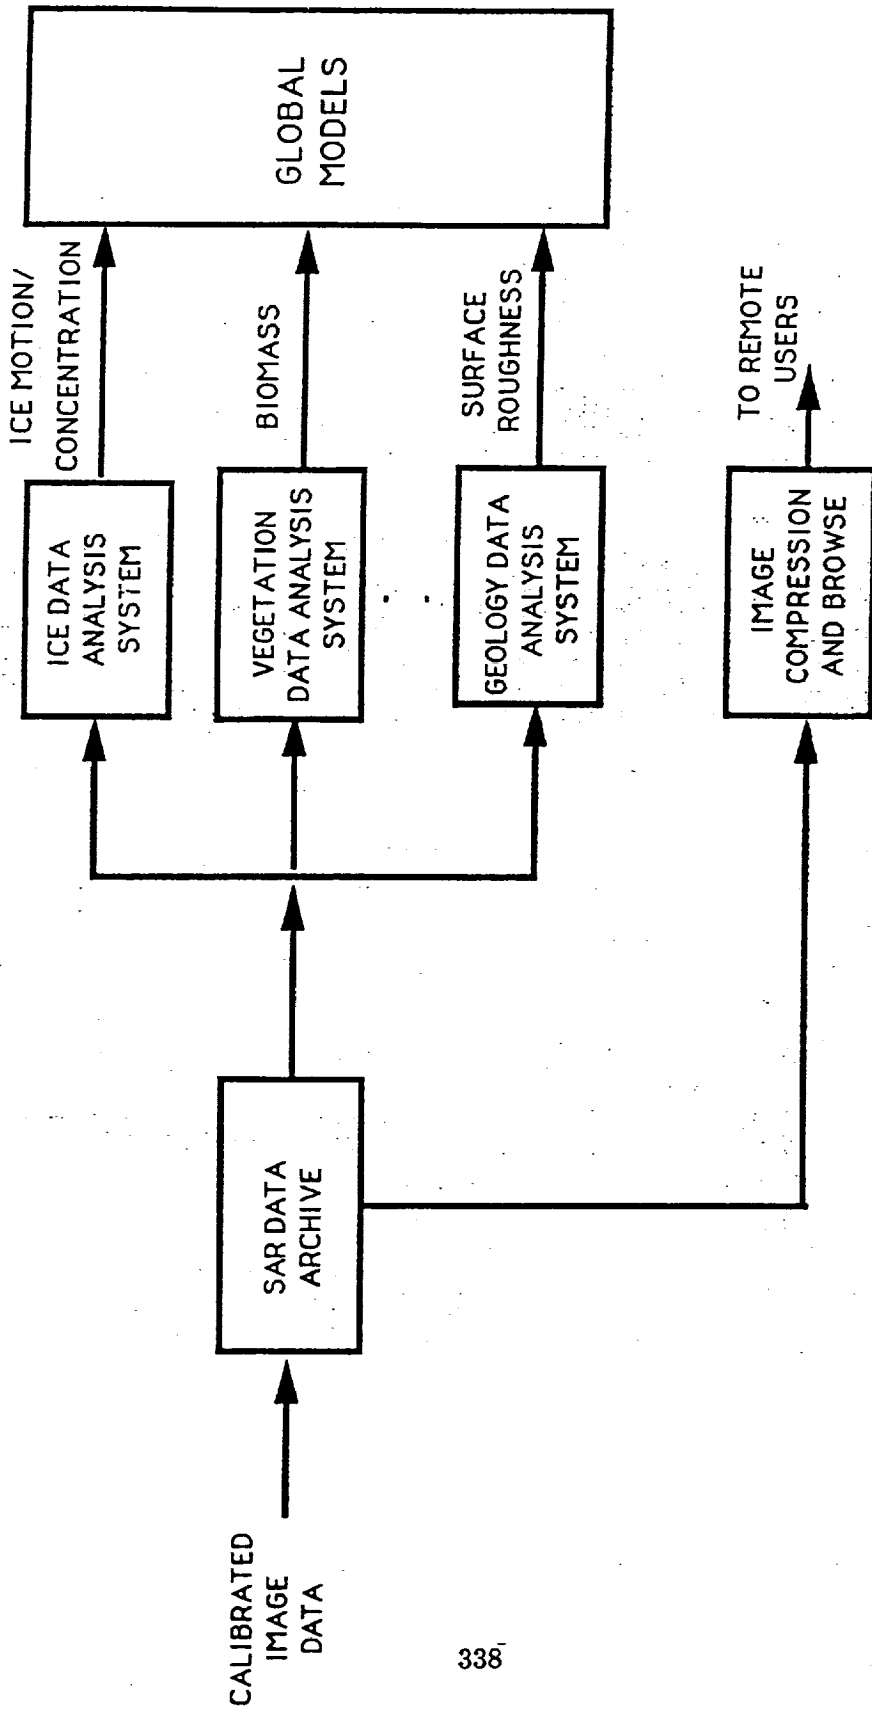 CALIBRATED
IMAGE
DATA
SAR DATA
ARCHIVE
ICE DATA
ANALYSIS
SYSTEM
VEGETATION
DATA ANALYSIS
SYSTEM
GEOLOGY DATA
ANALYSIS
SYSTEM
IMAGE
COMPRESSION
AND BROWSE
ICE MOTION/
CONCENTRATION
BIOMASS
SURFACE
ROUGHNESS
TO REMOTE
USERS
GLOBAL
MODELS
338